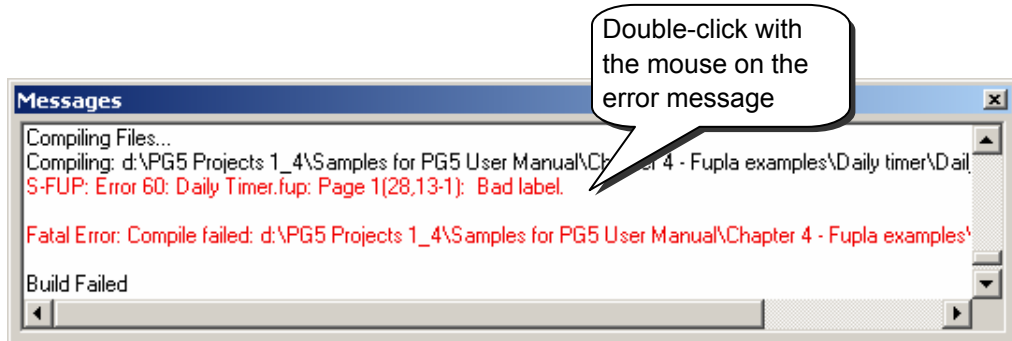 Double-click with
the mouse on the
error message
Messages
Compiling Files...
Compiling: d:\PG5 Projects 1_4\Samples for PG5 User Manual\Ch 4 - Fupla examples\Daily timer\Dail
S-FUP: Error 60: Daily Timer.fup: Page 1(28,13-1): Bad label.
Fatal Error: Compile failed: d:\PG5 Projects 1_4\Samples for PG5 User Manual\Chapter 4 - Fupla examples\
Build Failed